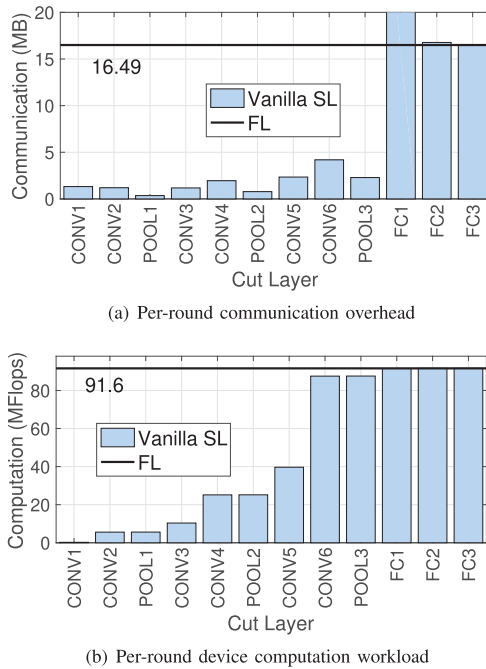 Communication (MB)
20
15
10
5
0
16.49
Vanilla SL
FL
CONV1
CONV2
POOL1
CONV3
CONV4
POOL2
CONV5
CONV6
POOL3
FC1
FC2
FC3
Cut Layer
(a) Per-round communication overhead
Computation (MFlops)
80
60
40
20
0
91.6
Vanilla SL
FL
CONV1
CONV2
POOL1
CONV3
CONV4
POOL2
CONV5
CONV6
POOL3
FC1
FC2
FC3
Cut Layer
(b) Per-round device computation workload